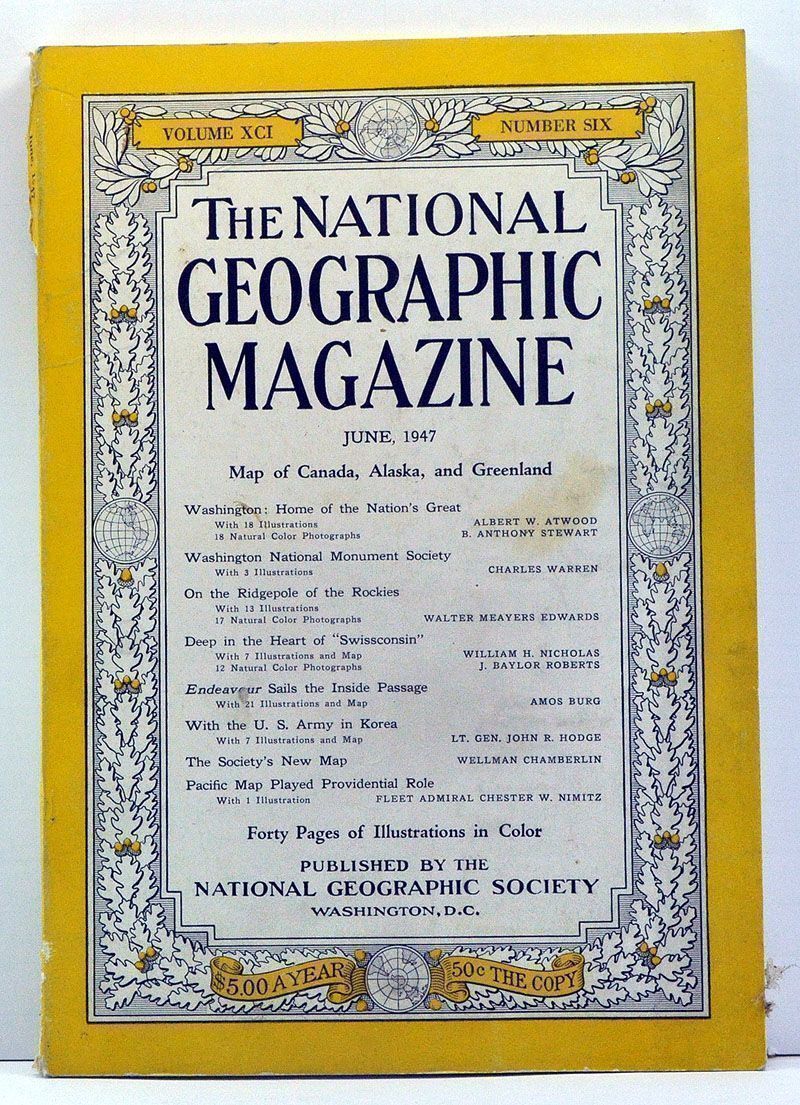 VOLUME XCI
NUMBER SIX
THE NATIONAL
GEOGRAPHIC
MAGAZINE
JUNE, 1947
Map of Canada, Alaska, and Greenland
Washington: Home of the Nation's Great
With 18 Illustrations ALBERT W. ATWOOD
18 Natural Color Photographs B. ANTHONY STEWART
Washington National Monument Society
With 3 Illustrations CHARLES WARREN
On the Ridgepole of the Rockies
With 13 Illustrations
17 Natural Color Photographs WALTER MEAYERS EDWARDS
Deep in the Heart of "Swissconsin"
With 7 Illustrations and Map WILLIAM H. NICHOLAS
12 Natural Color Photographs J. BAYLOR ROBERTS
Endeavour Sails the Inside Passage
With 21 Illustrations and Map AMOS BURG
With the U. S. Army in Korea
With 7 Illustrations and Map LT. GEN. JOHN R. HODGE
The Society's New Map WELLMAN CHAMBERLIN
Pacific Map Played Providential Role
With 1 Illustration FLEET ADMIRAL CHESTER W. NIMITZ
Forty Pages of Illustrations in Color
PUBLISHED BY THE
NATIONAL GEOGRAPHIC SOCIETY
WASHINGTON, D.C.
$5.00 A YEAR
50c THE COPY